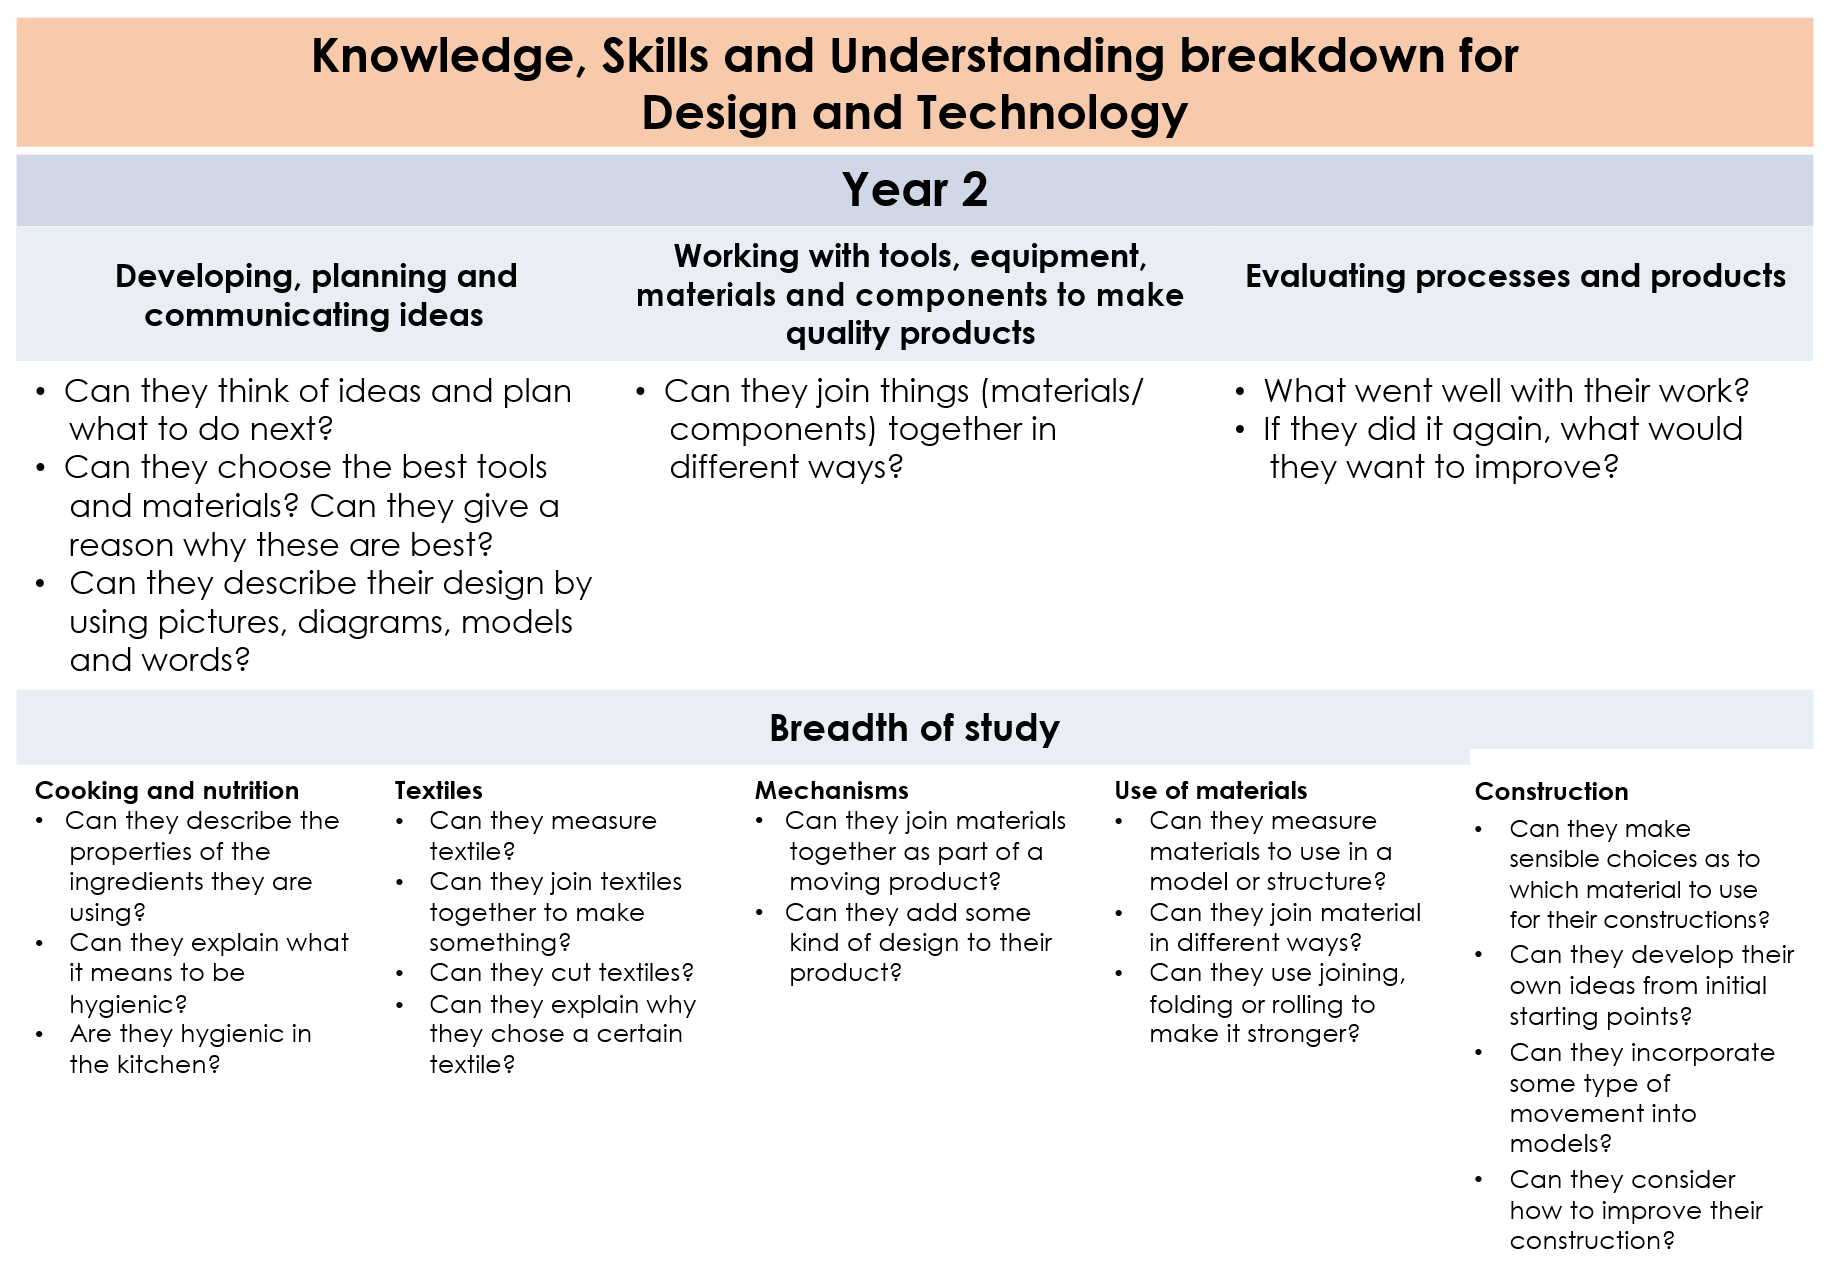 Knowledge, Skills and Understanding breakdown for
Design and Technology
Year 2
Developing, planning and
communicating ideas
Working with tools, equipment,
materials and components to make
quality products
Evaluating processes and products
• Can they think of ideas and plan
what to do next?
• Can they choose the best tools
and materials? Can they give a
reason why these are best?
• Can they describe their design by
using pictures, diagrams, models
and words?
• Can they join things (materials/
components) together in
different ways?
• What went well with their work?
• If they did it again, what would
they want to improve?
Breadth of study
Cooking and nutrition
• Can they describe the
properties of the
ingredients they are
using?
• Can they explain what
it means to be
hygienic?
• Are they hygienic in
the kitchen?
Textiles
• Can they measure
textile?
• Can they join textiles
together to make
something?
• Can they cut textiles?
• Can they explain why
they chose a certain
textile?
Mechanisms
• Can they join materials
together as part of a
moving product?
• Can they add some
kind of design to their
product?
Use of materials
• Can they measure
materials to use in a
model or structure?
• Can they join material
in different ways?
• Can they use joining,
folding or rolling to
make it stronger?
Construction
• Can they make
sensible choices as to
which material to use
for their constructions?
• Can they develop their
own ideas from initial
starting points?
• Can they incorporate
some type of
movement into
models?
• Can they consider
how to improve their
construction?